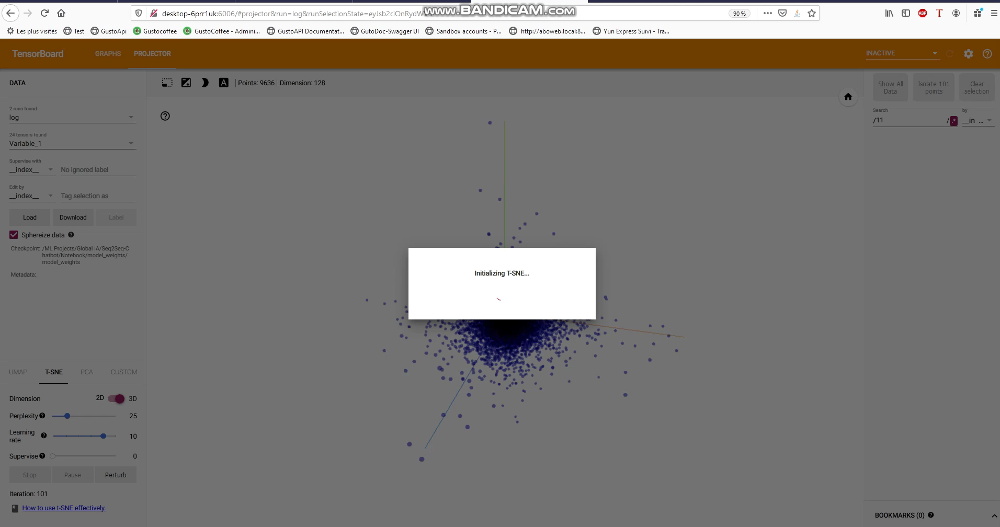 desktop-6prr1uk:6006/#projector&run=log&runSelectionState=eyJsb2ciOnRydW
www.BANDICAM.com
90 %
ABP
T
Les plus visités Test GustoApi Gustocoffee GustoCoffee - Admini... GustoAPI Documentat... GutoDoc-Swagger UI Sandbox accounts - P... http://aboweb.local:8... Yun Express Suivi - Tra...
TensorBoard GRAPHS PROJECTOR INACTIVE
DATA
A Points: 9636 Dimension: 128
Show All Data
Isolate 101 points
Clear selection
2 runs found
log
24 tensors found
Variable_1
Supervise with
__index__ No ignored label
Edit by
__index__ Tag selection as
Load Download Label
Sphereize data
Checkpoint: /ML Projects/Global IA/Seq2Seq-C
hatbot/Notebook/model_weights/
model_weights
Metadata:
Search by
/11 / .* __in ...
Initializing T-SNE...
UMAP T-SNE PCA CUSTOM
Dimension 2D 3D
Perplexity 25
Learning
rate 10
Supervise 0
Stop Pause Perturb
Iteration: 101
How to use t-SNE effectively.
BOOKMARKS (0)